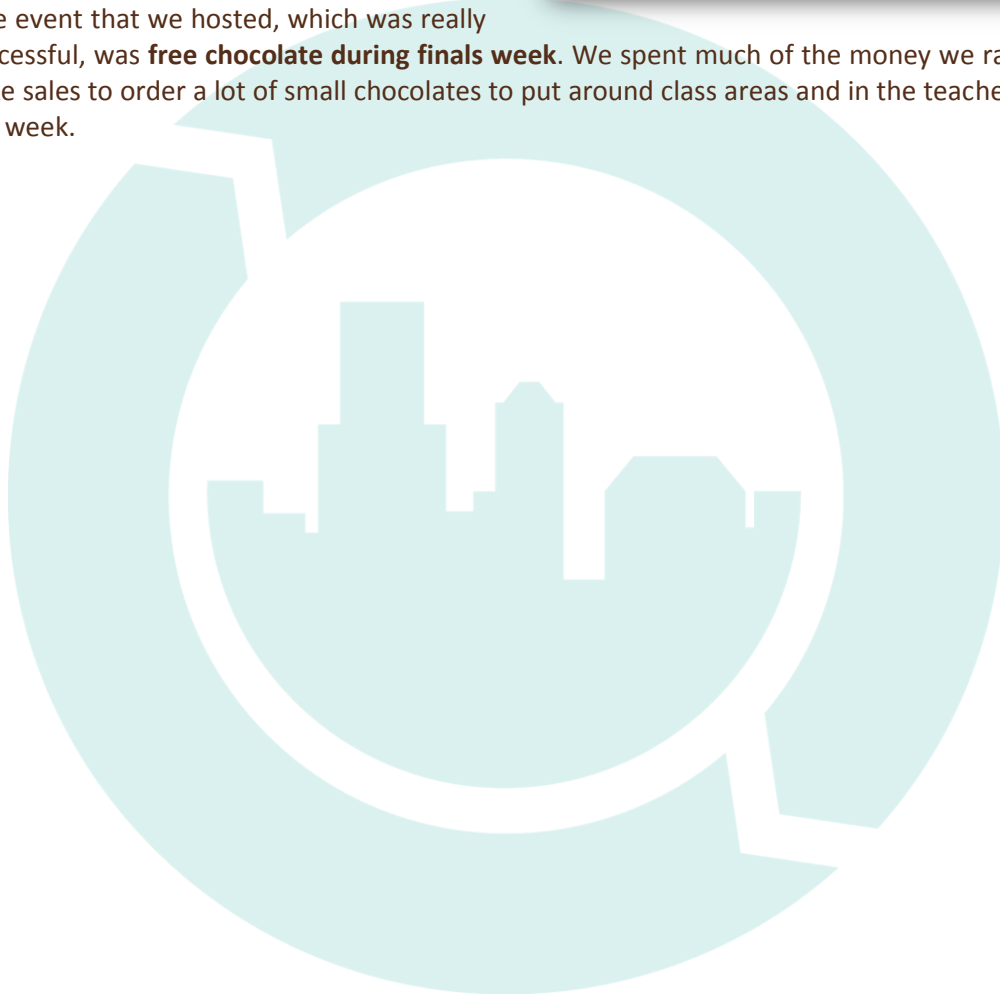 e event that we hosted, which was really
cessful, was free chocolate during finals week. We spent much of the money we ra
e sales to order a lot of small chocolates to put around class areas and in the teache
week.